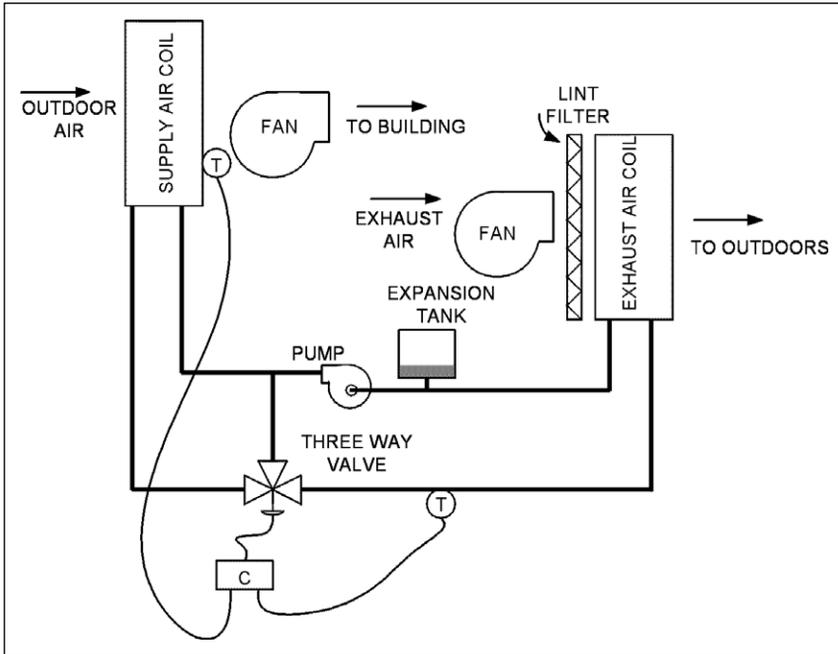 OUTDOOR
AIR
SUPPLY AIR COIL
FAN
T
TO BUILDING
LINT
FILTER
EXHAUST
AIR
FAN
EXHAUST AIR COIL
TO OUTDOORS
EXPANSION
TANK
PUMP
THREE WAY
VALVE
T
C